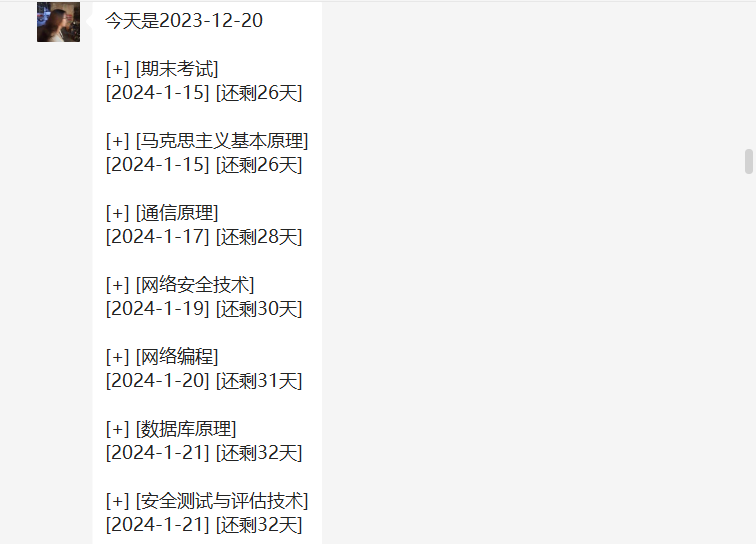 今天是2023-12-20
[+] [期末考试]
[2024-1-15] [还剩26天]
[+] [马克思主义基本原理]
[2024-1-15] [还剩26天]
[+] [通信原理]
[2024-1-17] [还剩28天]
[+] [网络安全技术]
[2024-1-19] [还剩30天]
[+] [网络编程]
[2024-1-20] [还剩31天]
[+] [数据库原理]
[2024-1-21] [还剩32天]
[+] [安全测试与评估技术]
[2024-1-21] [还剩32天]